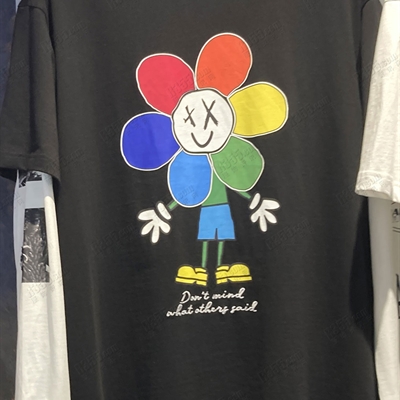 Don't mind
what others said